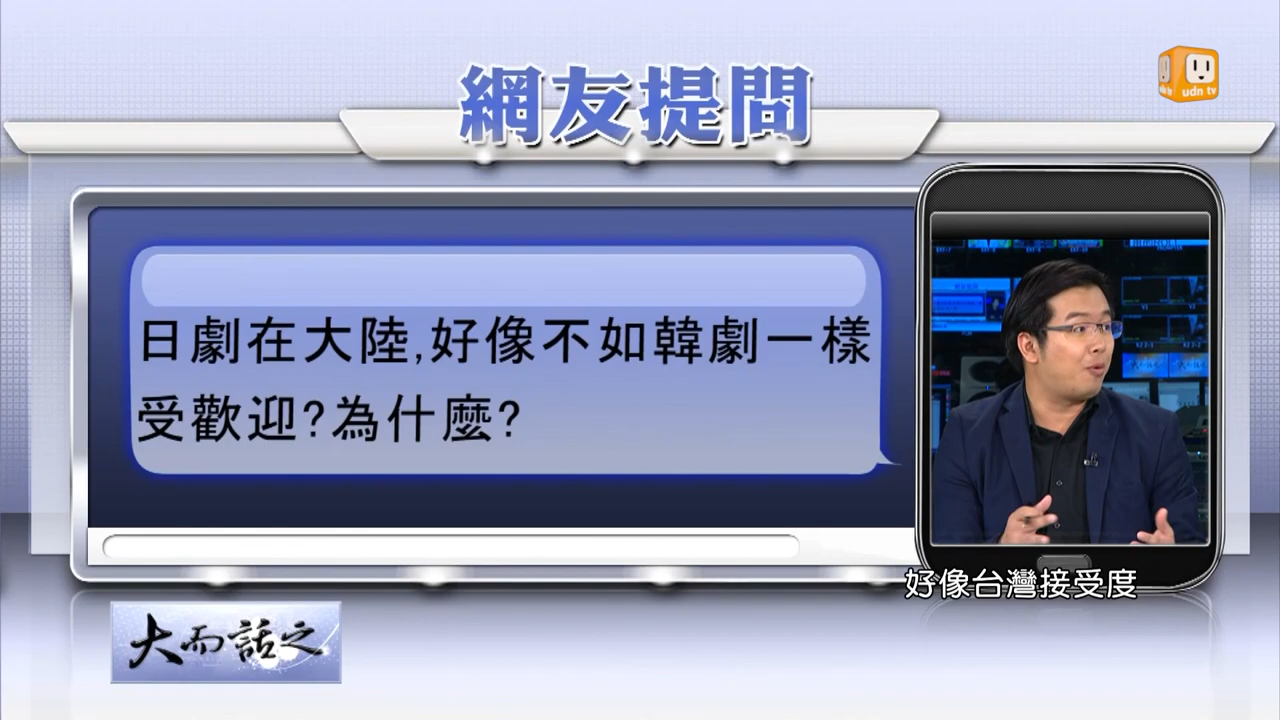 網友提問
udn tv
日劇在大陸,好像不如韓劇一樣
受歡迎?為什麼?
好像台灣接受度
大而話之